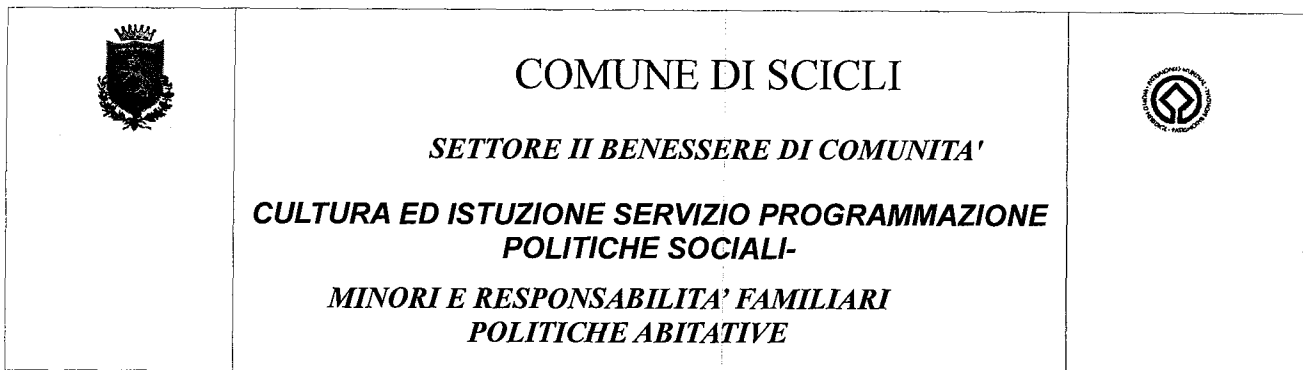 COMUNE DI SCICLI
SETTORE II BENESSERE DI COMUNITA'
CULTURA ED ISTUZIONE SERVIZIO PROGRAMMAZIONE
POLITICHE SOCIALI-
MINORI E RESPONSABILITA' FAMILIARI
POLITICHE ABITATIVE